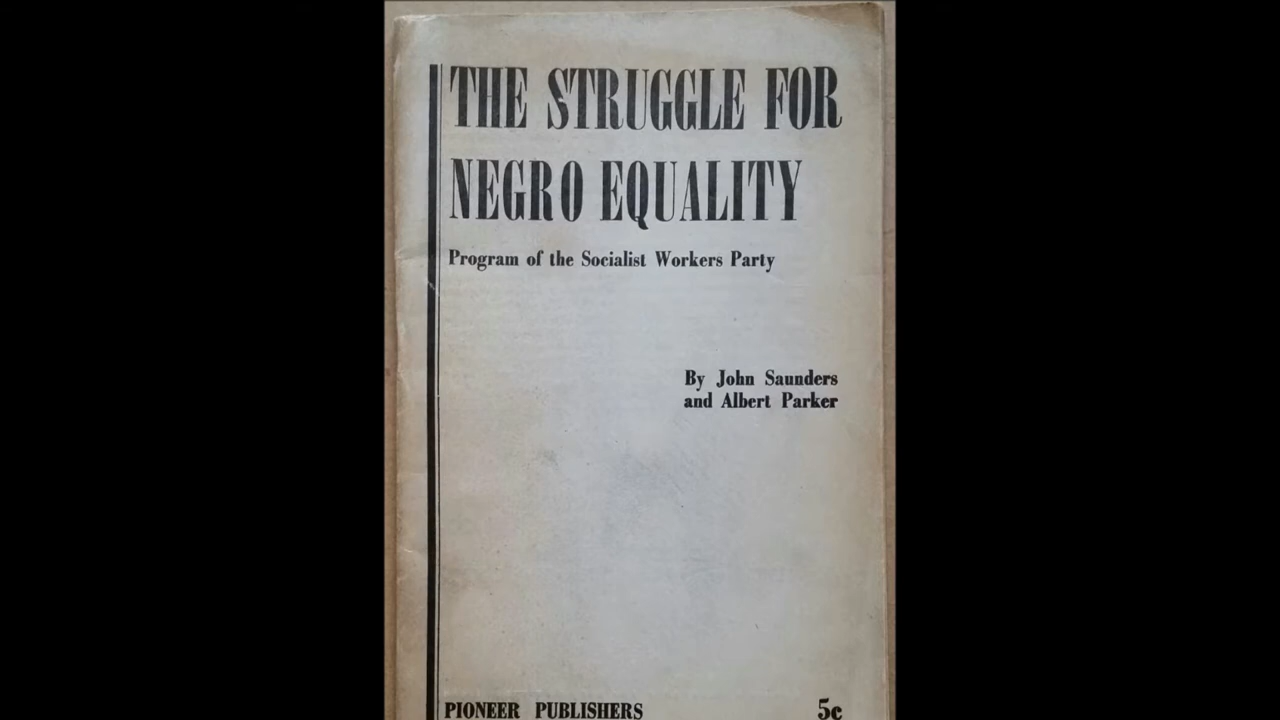 THE STRUGGLE FOR
NEGRO EQUALITY
Program of the Socialist Workers Party
By John Saunders
and Albert Parker
PIONEER PUBLISHERS 5c